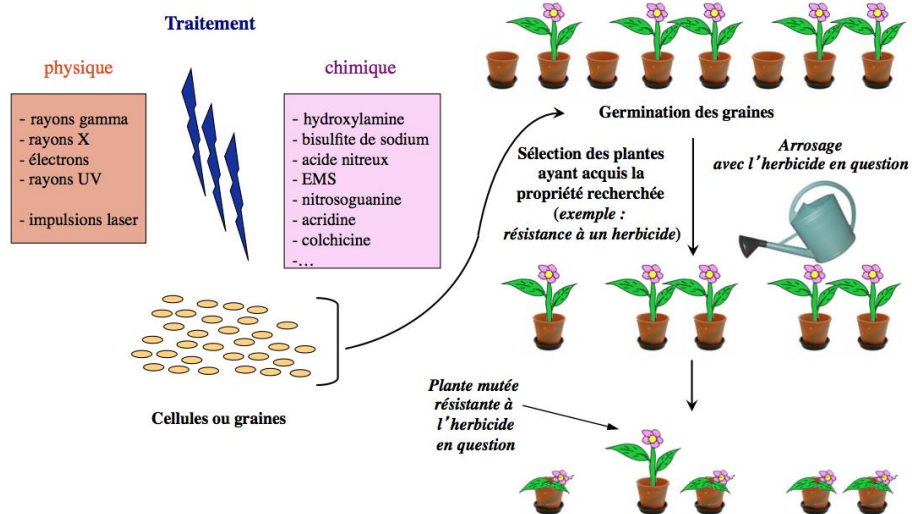 Traitement
physique
chimique
- rayons gamma
- rayons X
- électrons
- rayons UV
- impulsions laser
- hydroxylamine
- bisulfite de sodium
- acide nitreux
- EMS
- nitrosoguanine
- acridine
- colchicine
-…
Cellules ou graines
Germination des graines
Sélection des plantes
ayant acquis la
propriété recherchée
(exemple :
résistance à un herbicide)
Arrosage
avec l'herbicide en question
Plante mutée
résistante à
l'herbicide
en question